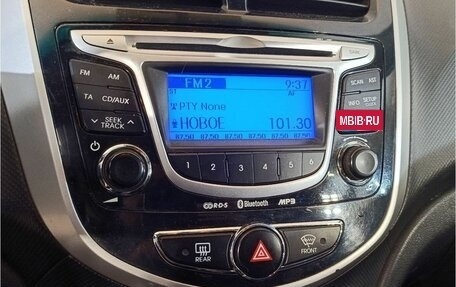 DARK
FM AM
TA CD/AUX
SEEK
TRACK
FM2 9:37
ST AF
PTY None
НОВОЕ 101.30
87.50 87.50 87.50 87.50 87.50 87.50
1 2 3 4 5 6
SCAN AST
INFO SETUP
MBIB.RU
R·D·S Bluetooth MP3
REAR
FRONT